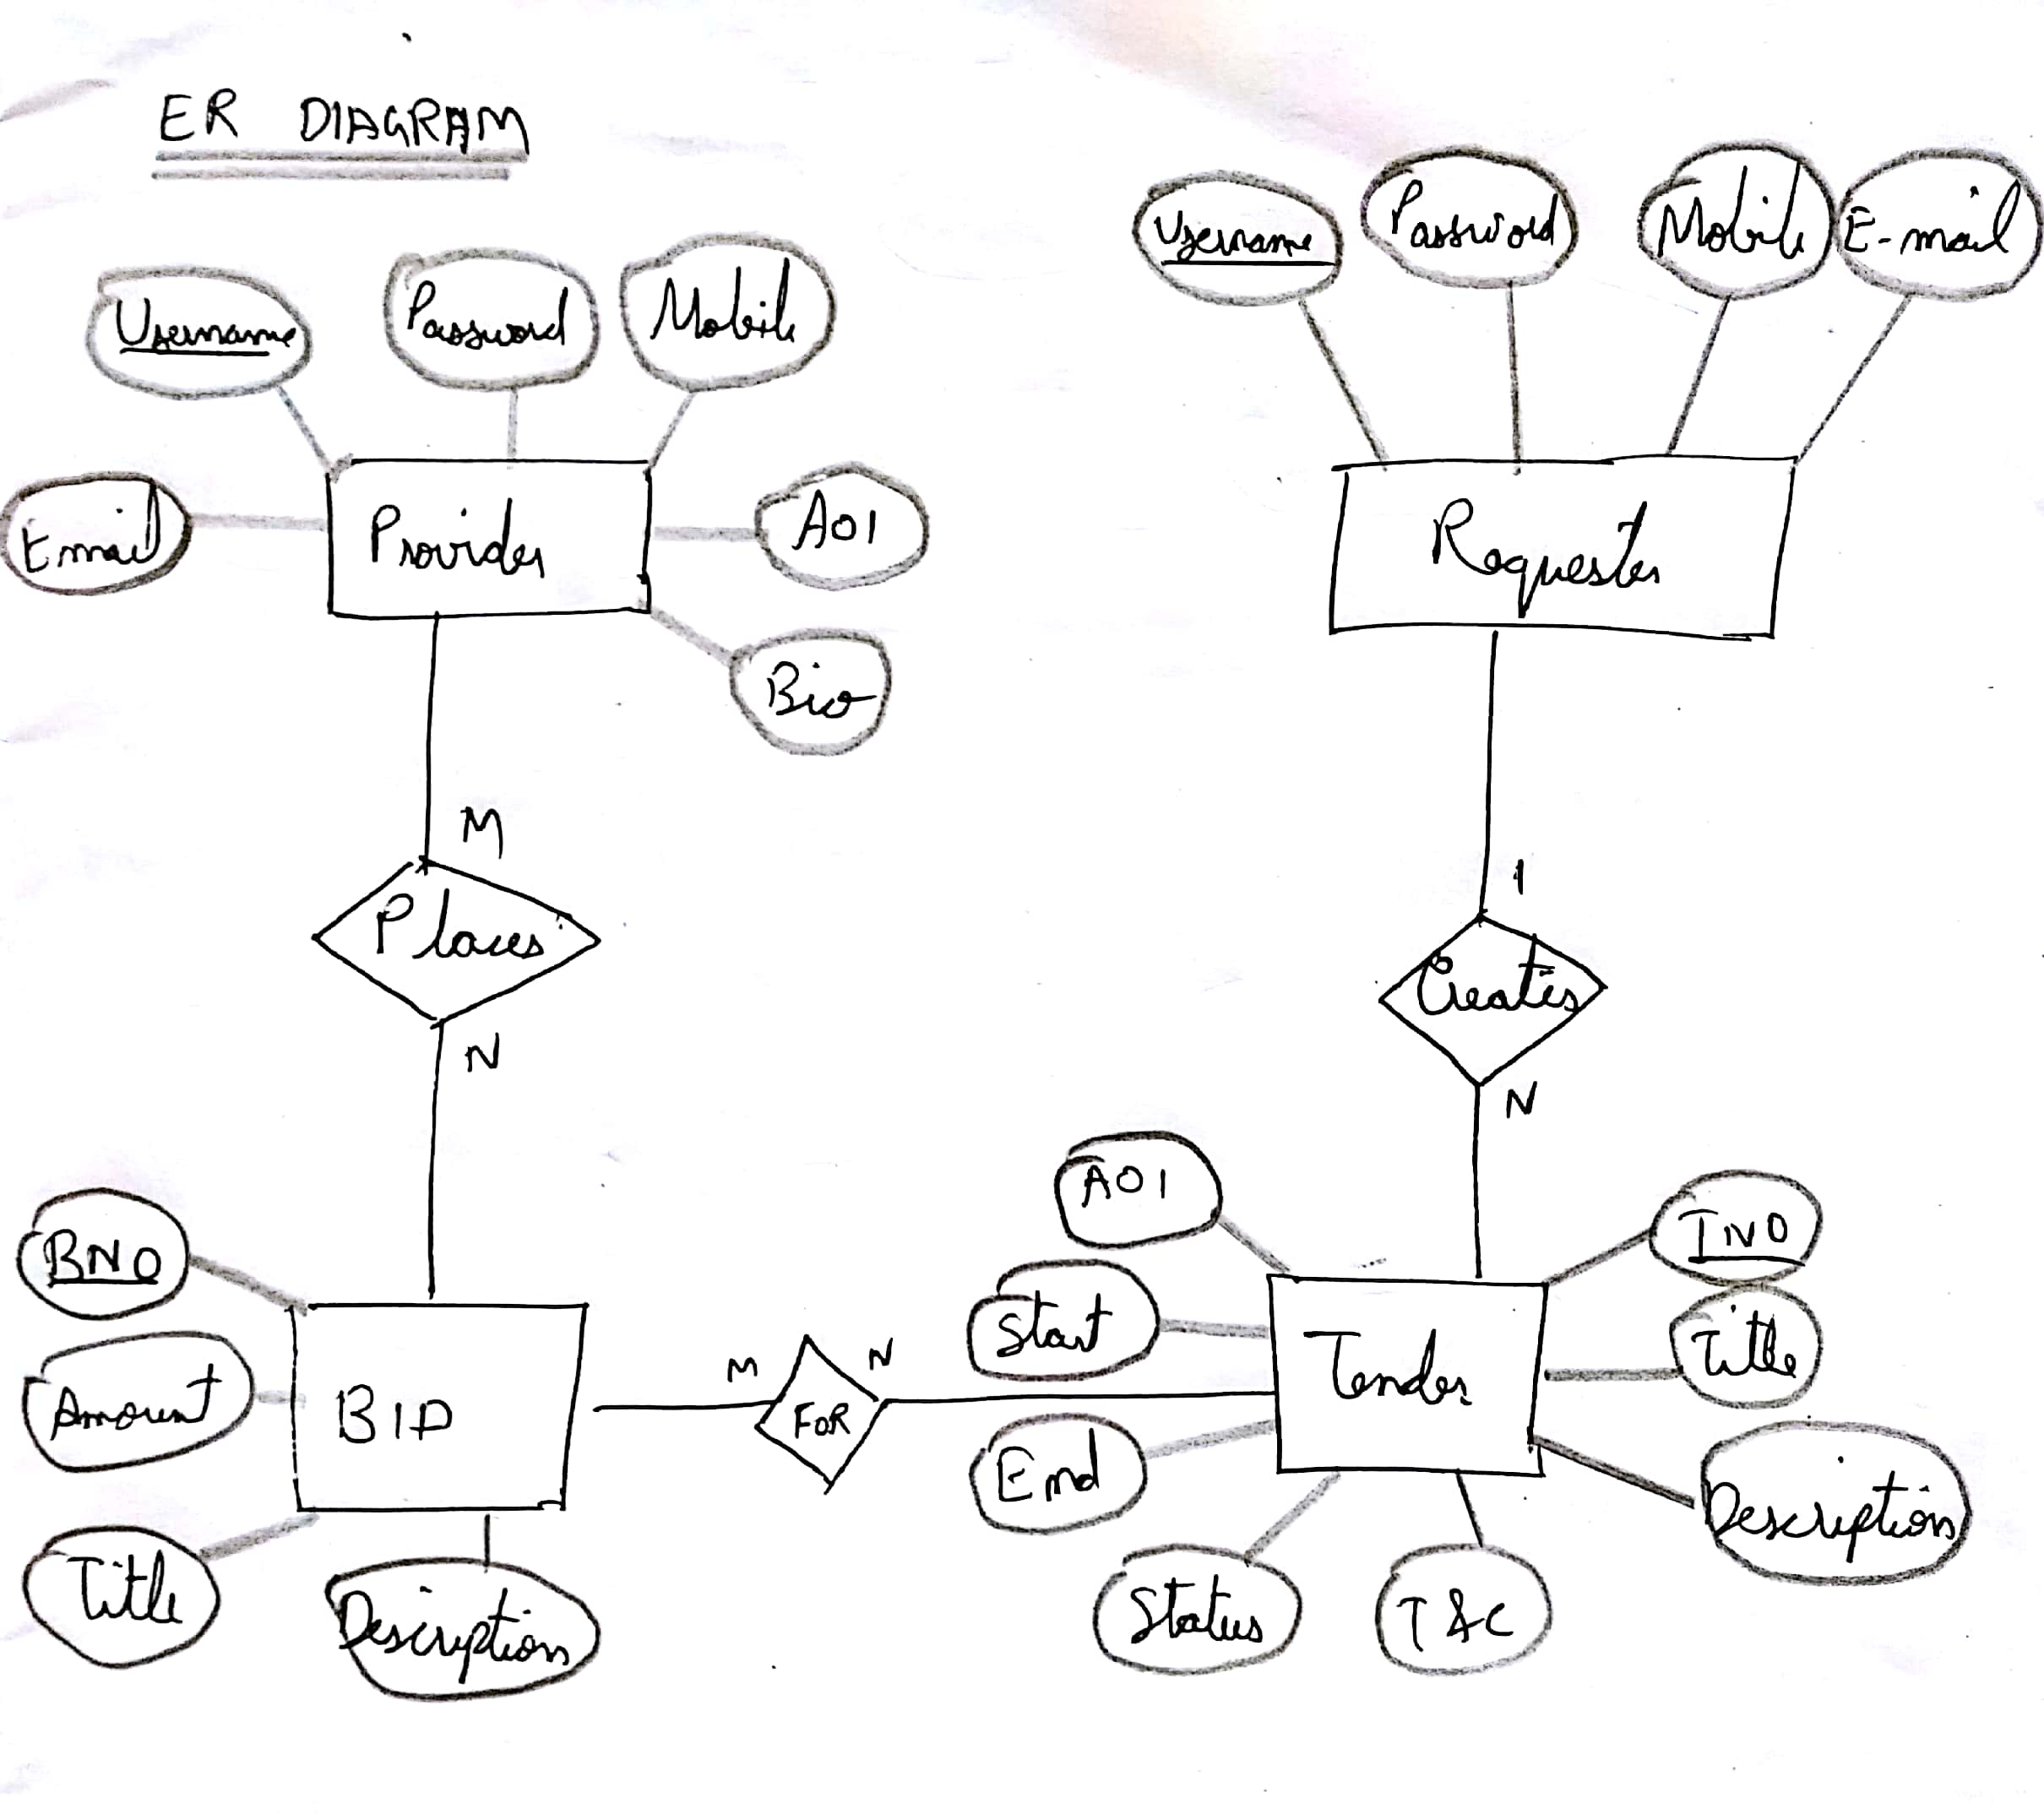 ER DIAGRAM
Username
Password
Mobile
E-mail
Username
Password
Mobile
Email
Provider
AOI
Requester
Bio
M
Places
N
1
Creates
N
AOI
BNO
TNO
Start
Title
Amount
BID
M
FOR
N
Tender
End
Description
Title
Description
Status
T&C